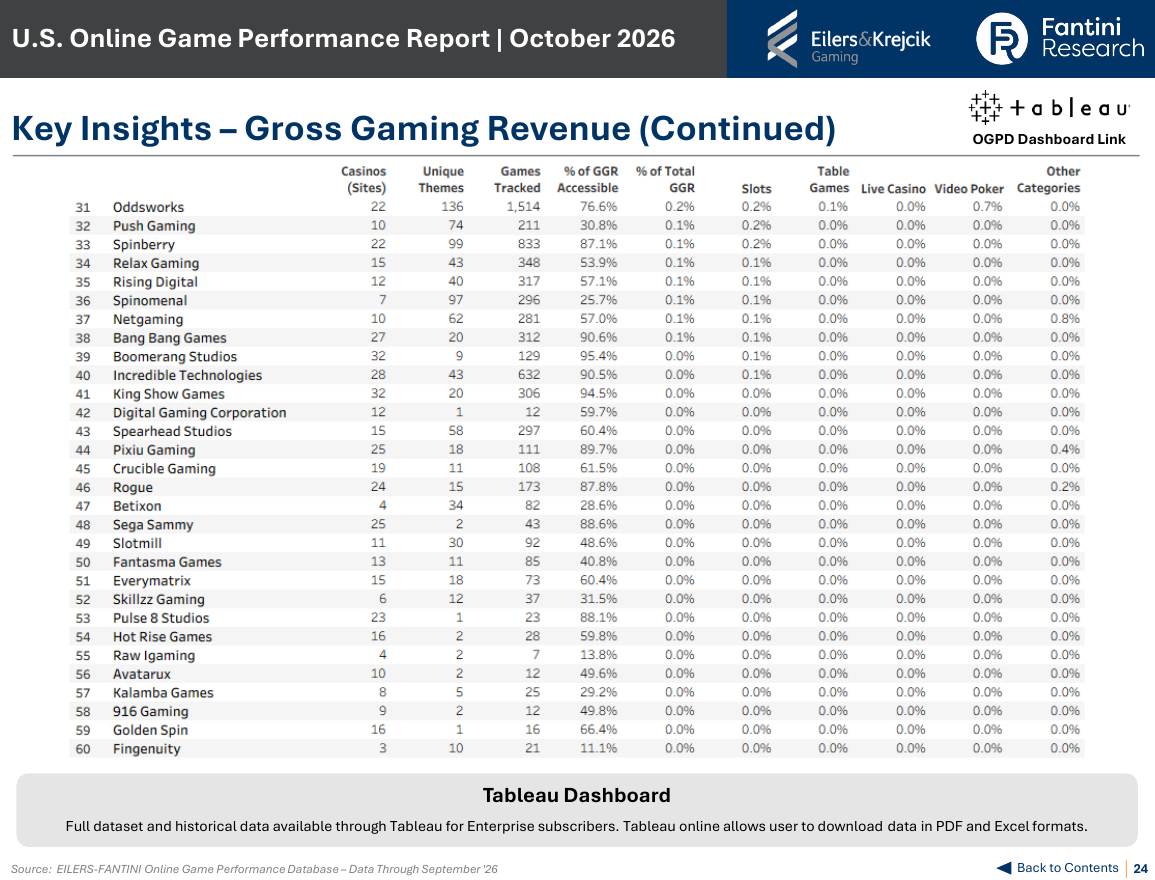 U.S. Online Game Performance Report | October 2026
Eilers&Krejcik
Gaming
Fantini
Research
Key Insights – Gross Gaming Revenue (Continued)
+ a b | e a u
OGPD Dashboard Link
Casinos (Sites) Unique Themes Games Tracked % of GGR Accessible % of Total GGR Slots Table Games Live Casino Video Poker Other Categories
31 Oddsworks 22 136 1,514 76.6% 0.2% 0.2% 0.1% 0.0% 0.7% 0.0%
32 Push Gaming 10 74 211 30.8% 0.1% 0.2% 0.0% 0.0% 0.0% 0.0%
33 Spinberry 22 99 833 87.1% 0.1% 0.2% 0.0% 0.0% 0.0% 0.0%
34 Relax Gaming 15 43 348 53.9% 0.1% 0.1% 0.0% 0.0% 0.0% 0.0%
35 Rising Digital 12 40 317 57.1% 0.1% 0.1% 0.0% 0.0% 0.0% 0.0%
36 Spinomenal 7 97 296 25.7% 0.1% 0.1% 0.0% 0.0% 0.0% 0.0%
37 Netgaming 10 62 281 57.0% 0.1% 0.1% 0.0% 0.0% 0.0% 0.8%
38 Bang Bang Games 27 20 312 90.6% 0.1% 0.1% 0.0% 0.0% 0.0% 0.0%
39 Boomerang Studios 32 9 129 95.4% 0.0% 0.1% 0.0% 0.0% 0.0% 0.0%
40 Incredible Technologies 28 43 632 90.5% 0.0% 0.1% 0.0% 0.0% 0.0% 0.0%
41 King Show Games 32 20 306 94.5% 0.0% 0.0% 0.0% 0.0% 0.0% 0.0%
42 Digital Gaming Corporation 12 1 12 59.7% 0.0% 0.0% 0.0% 0.0% 0.0% 0.0%
43 Spearhead Studios 15 58 297 60.4% 0.0% 0.0% 0.0% 0.0% 0.0% 0.0%
44 Pixiu Gaming 25 18 111 89.7% 0.0% 0.0% 0.0% 0.0% 0.0% 0.4%
45 Crucible Gaming 19 11 108 61.5% 0.0% 0.0% 0.0% 0.0% 0.0% 0.0%
46 Rogue 24 15 173 87.8% 0.0% 0.0% 0.0% 0.0% 0.0% 0.2%
47 Betixon 4 34 82 28.6% 0.0% 0.0% 0.0% 0.0% 0.0% 0.0%
48 Sega Sammy 25 2 43 88.6% 0.0% 0.0% 0.0% 0.0% 0.0% 0.0%
49 Slotmill 11 30 92 48.6% 0.0% 0.0% 0.0% 0.0% 0.0% 0.0%
50 Fantasma Games 13 11 85 40.8% 0.0% 0.0% 0.0% 0.0% 0.0% 0.0%
51 Everymatrix 15 18 73 60.4% 0.0% 0.0% 0.0% 0.0% 0.0% 0.0%
52 Skillzz Gaming 6 12 37 31.5% 0.0% 0.0% 0.0% 0.0% 0.0% 0.0%
53 Pulse 8 Studios 23 1 23 88.1% 0.0% 0.0% 0.0% 0.0% 0.0% 0.0%
54 Hot Rise Games 16 2 28 59.8% 0.0% 0.0% 0.0% 0.0% 0.0% 0.0%
55 Raw Igaming 4 2 7 13.8% 0.0% 0.0% 0.0% 0.0% 0.0% 0.0%
56 Avatarux 10 2 12 49.6% 0.0% 0.0% 0.0% 0.0% 0.0% 0.0%
57 Kalamba Games 8 5 25 29.2% 0.0% 0.0% 0.0% 0.0% 0.0% 0.0%
58 916 Gaming 9 2 12 49.8% 0.0% 0.0% 0.0% 0.0% 0.0% 0.0%
59 Golden Spin 16 1 16 66.4% 0.0% 0.0% 0.0% 0.0% 0.0% 0.0%
60 Fingenuity 3 10 21 11.1% 0.0% 0.0% 0.0% 0.0% 0.0% 0.0%
Tableau Dashboard
Full dataset and historical data available through Tableau for Enterprise subscribers. Tableau online allows user to download data in PDF and Excel formats.
Source: EILERS-FANTINI Online Game Performance Database – Data Through September '26
Back to Contents | 24